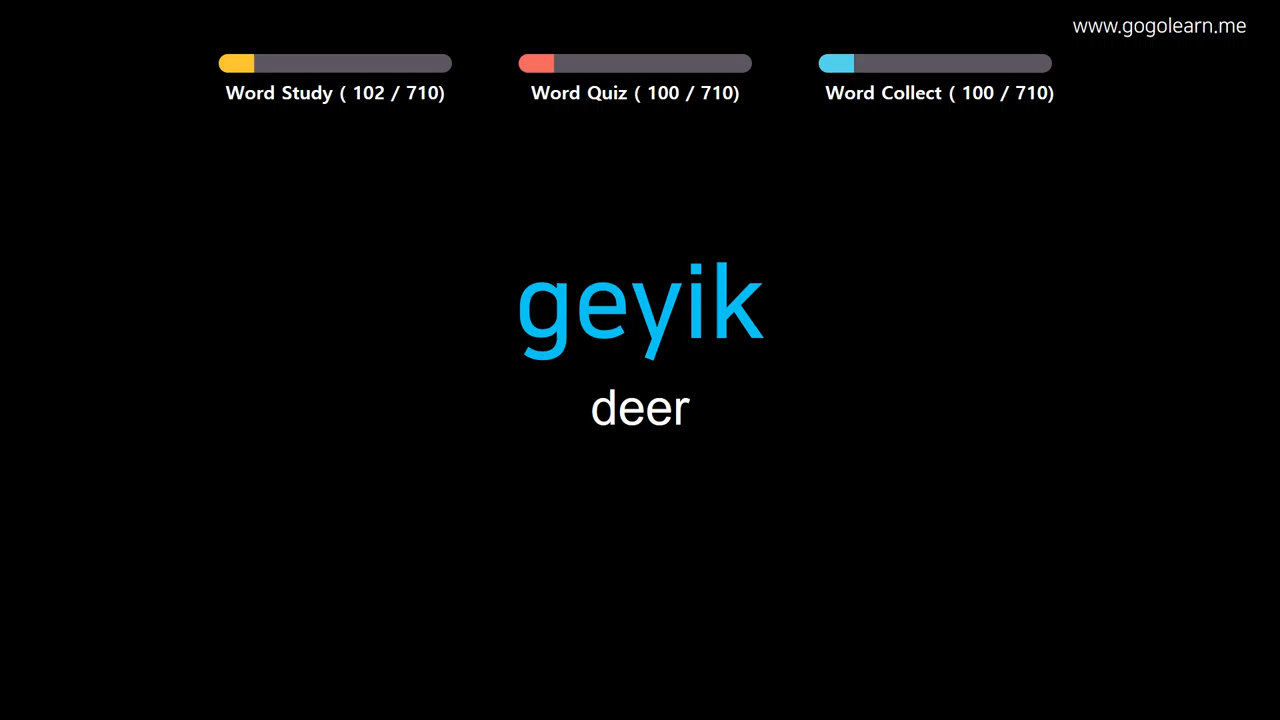 www.gogolearn.me
Word Study ( 102 / 710)
Word Quiz ( 100 / 710)
Word Collect ( 100 / 710)
geyik
deer